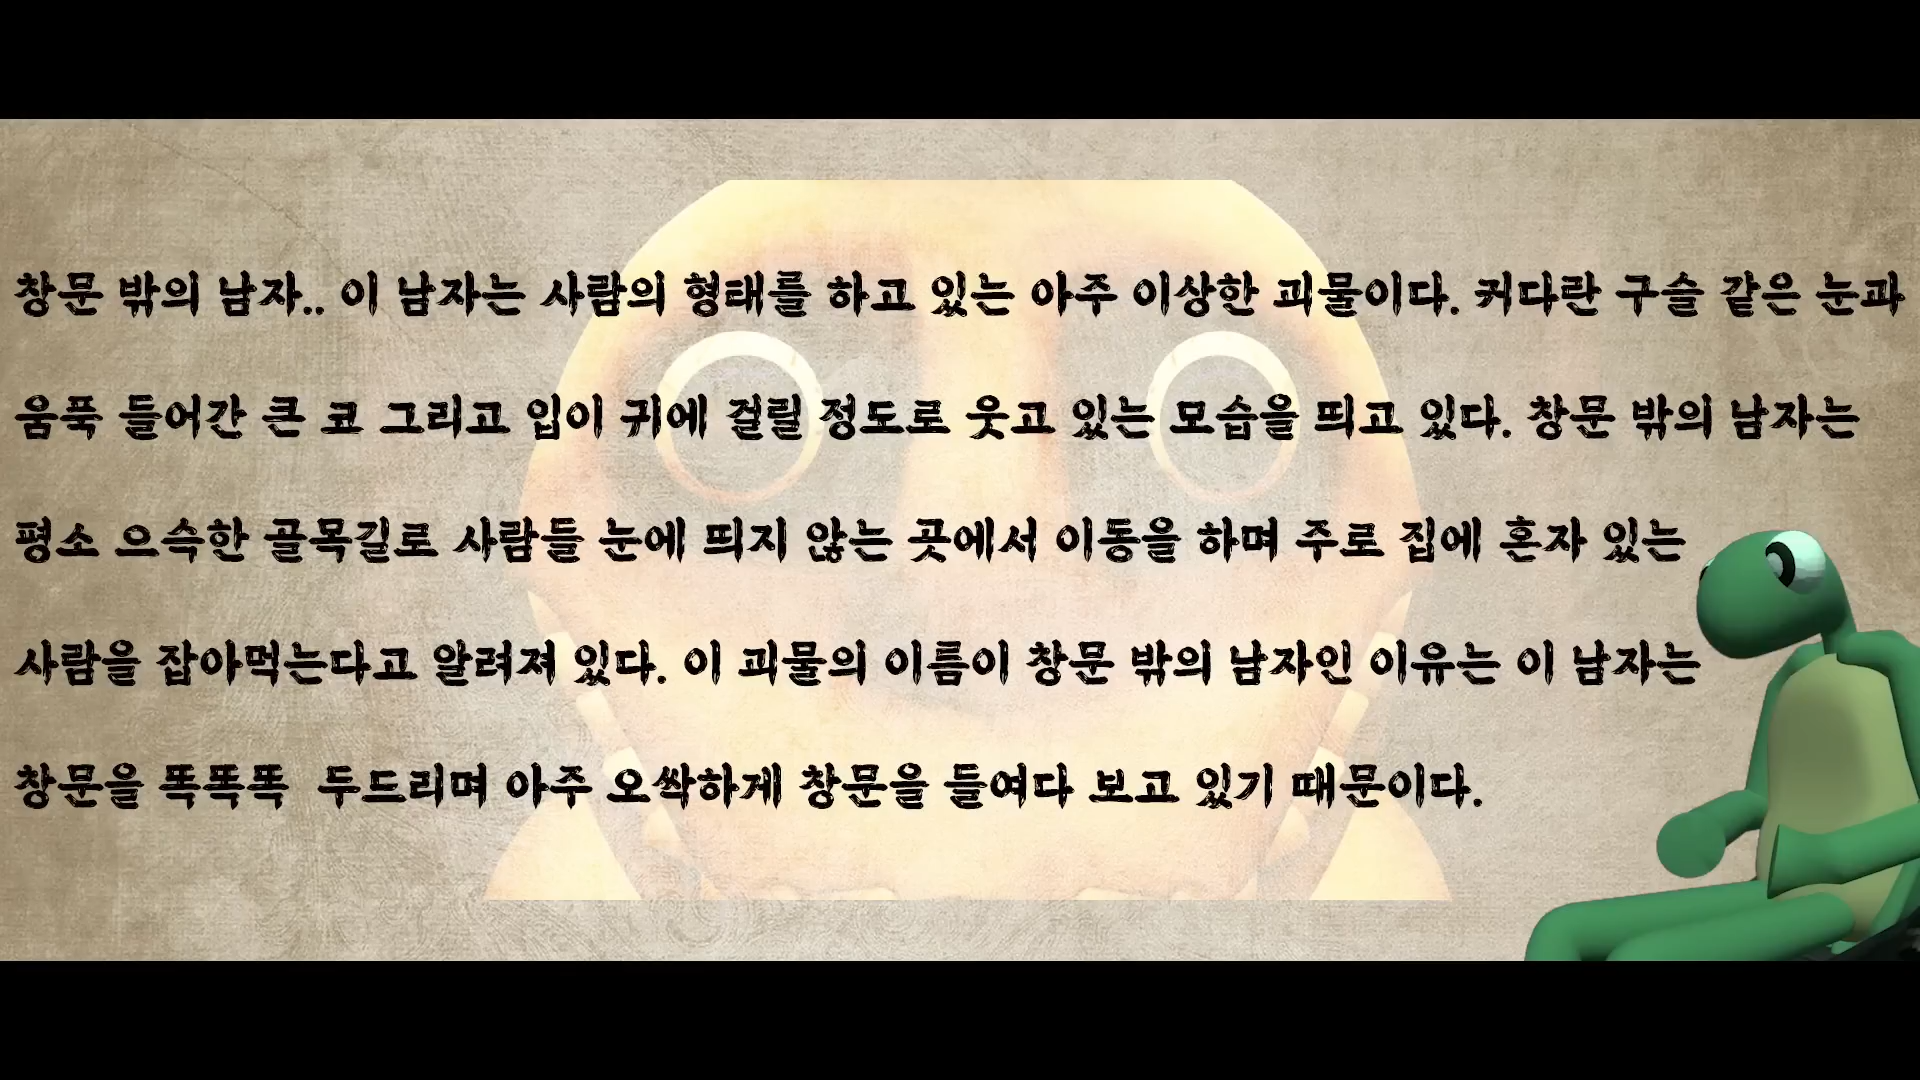 창문 밖의 남자.. 이 남자는 사람의 형태를 하고 있는 아주 이상한 괴물이다. 커다란 구슬 같은 눈과
움푹 들어간 큰 코 그리고 입이 귀에 걸릴 정도로 웃고 있는 모습을 띄고 있다. 창문 밖의 남자는
평소 으슥한 골목길로 사람들 눈에 띄지 않는 곳에서 이동을 하며 주로 집에 혼자 있는
사람을 잡아먹는다고 알려져 있다. 이 괴물의 이름이 창문 밖의 남자인 이유는 이 남자는
창문을 똑똑똑 두드리며 아주 오싹하게 창문을 들여다 보고 있기 때문이다.